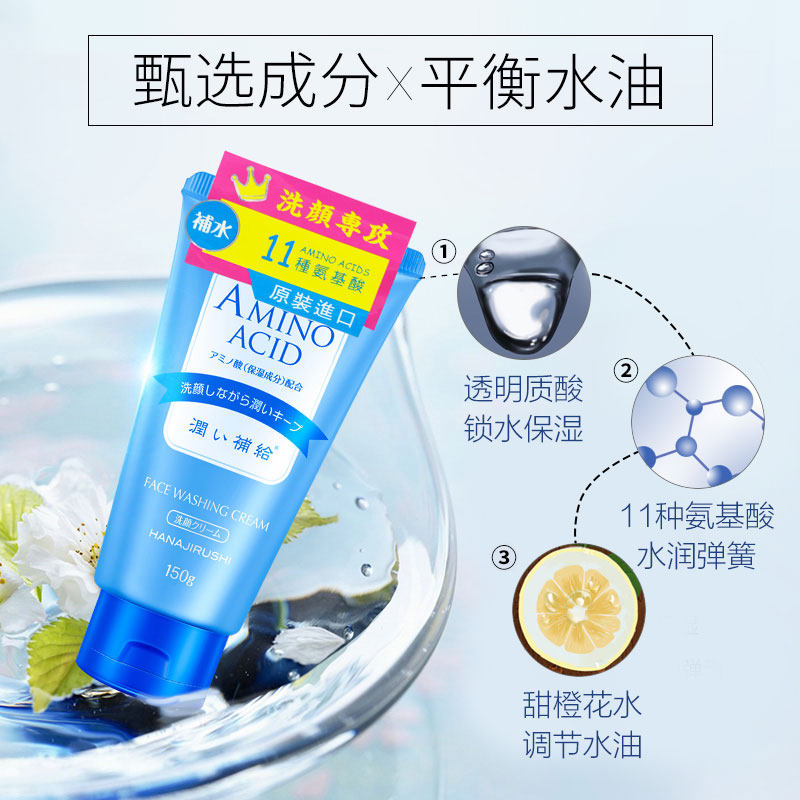 甄选成分×平衡水油
洗顔專攻
補水
AMINO ACIDS
11種氨基酸
原裝進口
AMINO
ACID
アミノ酸(保湿成分)配合
洗顔しながら潤いキープ
潤い補給
FACE WASHING CREAM
洗顔クリーム
HANAJIRUSHI
150g
①
透明质酸
锁水保湿
②
11种氨基酸
水润弹簧
③
甜橙花水
调节水油